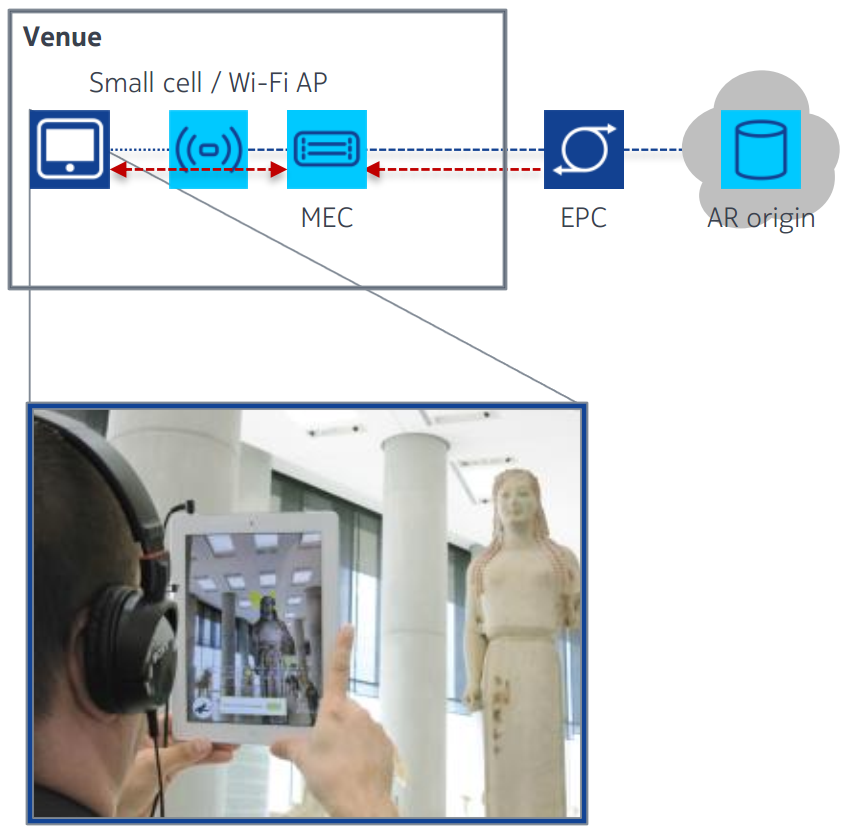 Venue
Small cell / Wi-Fi AP
MEC
EPC
AR origin